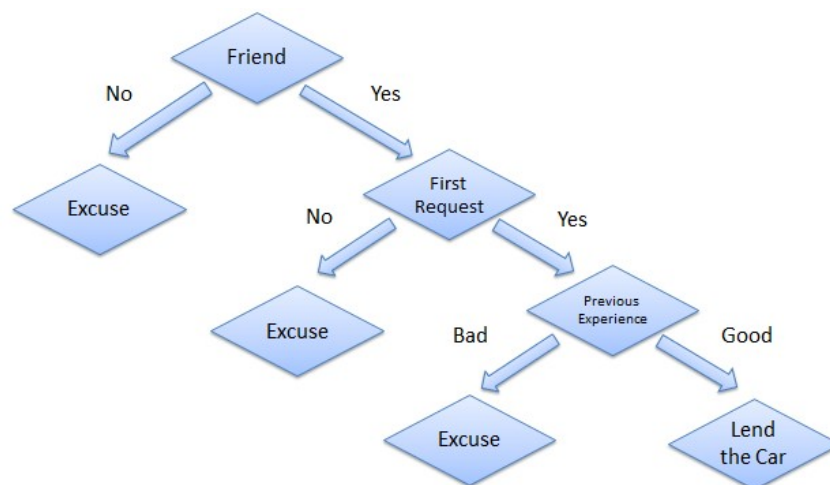 Friend
No
Yes
Excuse
First
Request
No
Yes
Excuse
Previous
Experience
Bad
Good
Excuse
Lend
the Car